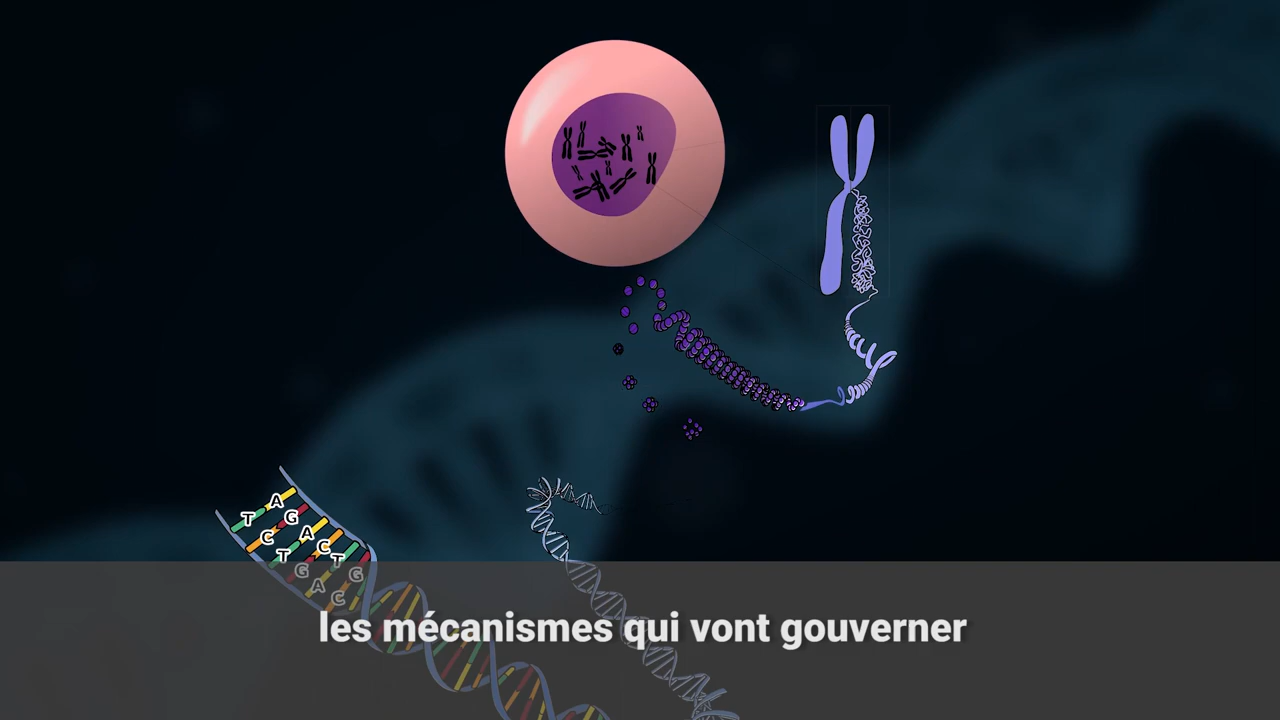 T A
C G
T A
G C
A T
C G
les mécanismes qui vont gouverner